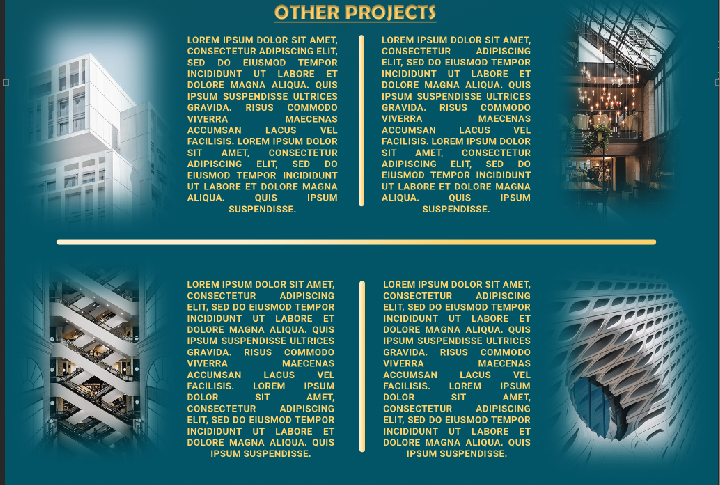 OTHER PROJECTS
LOREM IPSUM DOLOR SIT AMET,
CONSECTETUR ADIPISCING ELIT,
SED DO EIUSMOD TEMPOR
INCIDIDUNT UT LABORE ET
DOLORE MAGNA ALIQUA. QUIS
IPSUM SUSPENDISSE ULTRICES
GRAVIDA. RISUS COMMODO
VIVERRA MAECENAS
ACCUMSAN LACUS VEL
FACILISIS. LOREM IPSUM DOLOR
SIT AMET, CONSECTETUR
ADIPISCING ELIT, SED DO
EIUSMOD TEMPOR INCIDIDUNT
UT LABORE ET DOLORE MAGNA
ALIQUA. QUIS IPSUM
SUSPENDISSE.
LOREM IPSUM DOLOR SIT AMET,
CONSECTETUR ADIPISCING
ELIT, SED DO EIUSMOD TEMPOR
INCIDIDUNT UT LABORE ET
DOLORE MAGNA ALIQUA. QUIS
IPSUM SUSPENDISSE ULTRICES
GRAVIDA. RISUS COMMODO
VIVERRA MAECENAS
ACCUMSAN LACUS VEL
FACILISIS. LOREM IPSUM DOLOR
SIT AMET, CONSECTETUR
ADIPISCING ELIT, SED DO
EIUSMOD TEMPOR INCIDIDUNT
UT LABORE ET DOLORE MAGNA
ALIQUA. QUIS IPSUM
SUSPENDISSE.
LOREM IPSUM DOLOR SIT AMET,
CONSECTETUR ADIPISCING
ELIT, SED DO EIUSMOD TEMPOR
INCIDIDUNT UT LABORE ET
DOLORE MAGNA ALIQUA. QUIS
IPSUM SUSPENDISSE ULTRICES
GRAVIDA. RISUS COMMODO
VIVERRA MAECENAS
ACCUMSAN LACUS VEL
FACILISIS. LOREM IPSUM
DOLOR SIT AMET,
CONSECTETUR ADIPISCING
ELIT, SED DO EIUSMOD TEMPOR
INCIDIDUNT UT LABORE ET
DOLORE MAGNA ALIQUA. QUIS
IPSUM SUSPENDISSE.
LOREM IPSUM DOLOR SIT AMET,
CONSECTETUR ADIPISCING
ELIT, SED DO EIUSMOD TEMPOR
INCIDIDUNT UT LABORE ET
DOLORE MAGNA ALIQUA. QUIS
IPSUM SUSPENDISSE ULTRICES
GRAVIDA. RISUS COMMODO
VIVERRA MAECENAS
ACCUMSAN LACUS VEL
FACILISIS. LOREM IPSUM
DOLOR SIT AMET,
CONSECTETUR ADIPISCING
ELIT, SED DO EIUSMOD TEMPOR
INCIDIDUNT UT LABORE ET
DOLORE MAGNA ALIQUA. QUIS
IPSUM SUSPENDISSE.